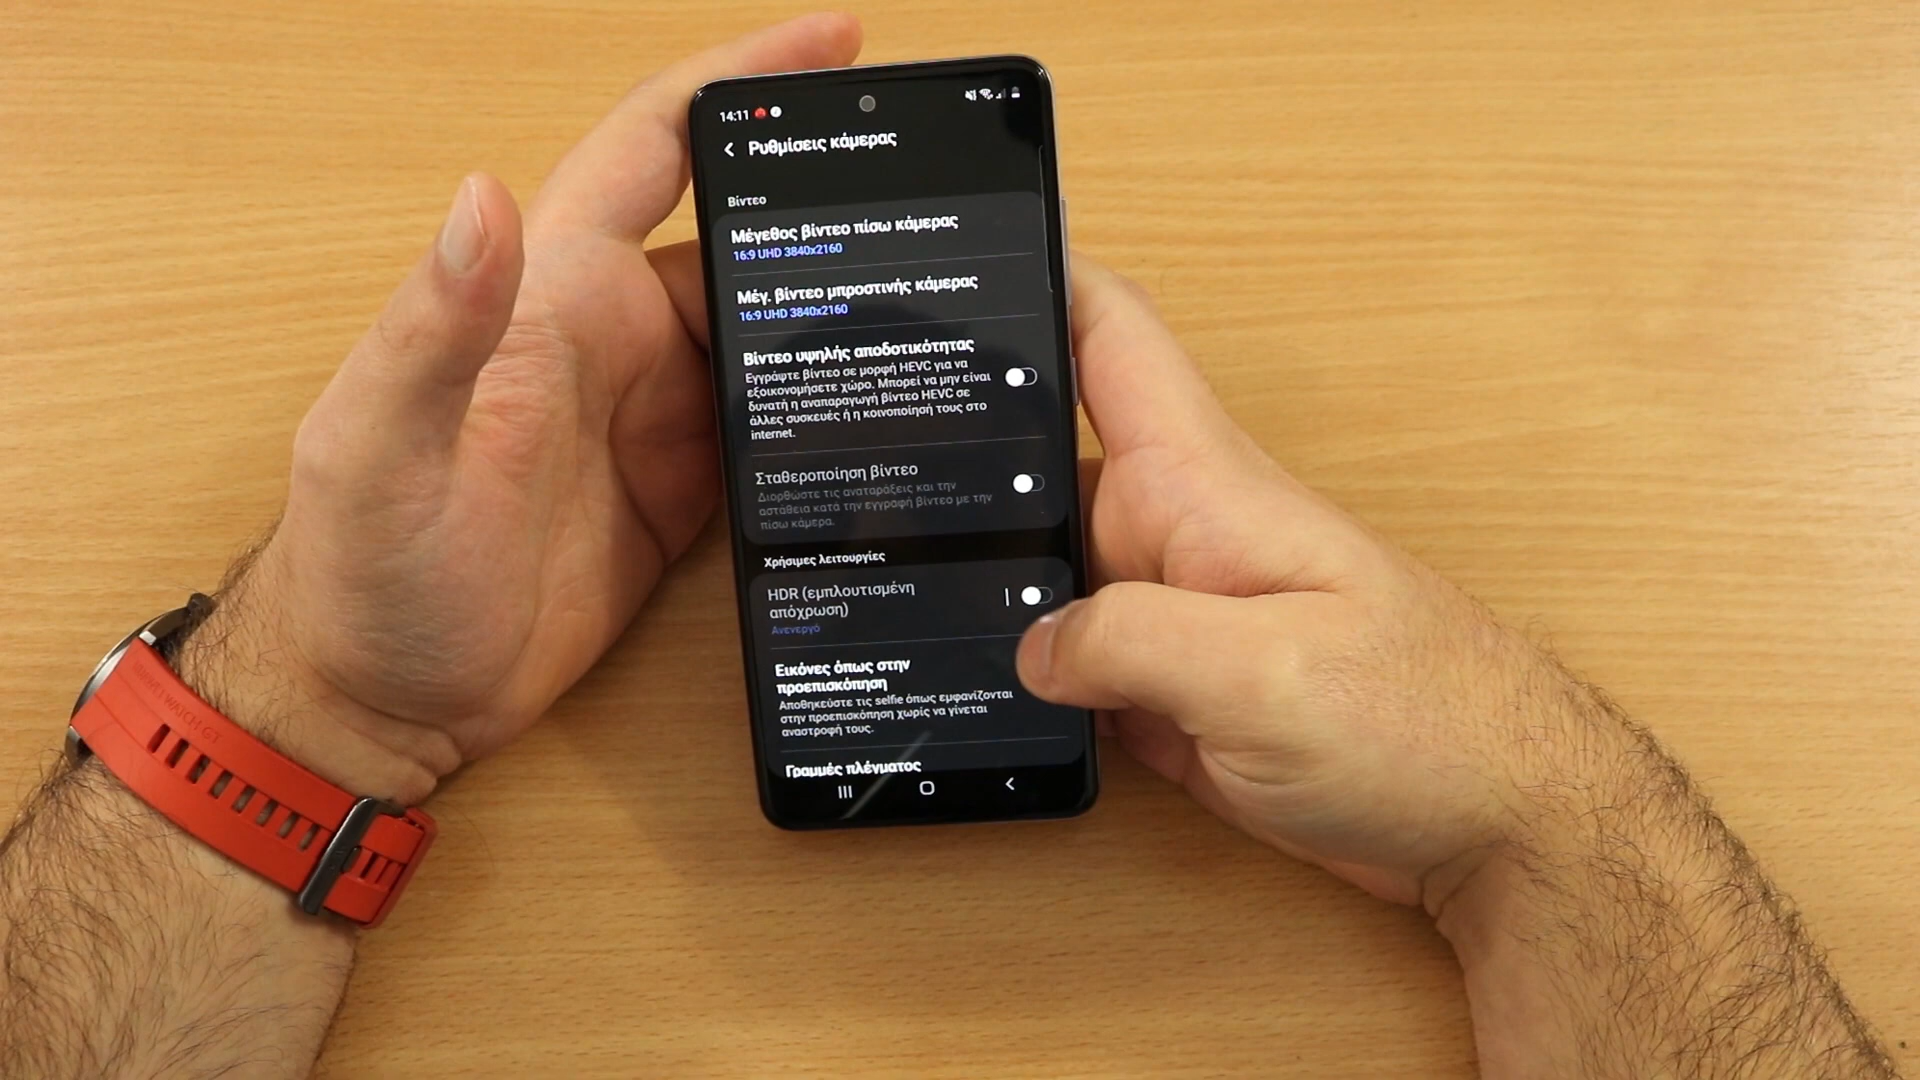 14:11
Ρυθμίσεις κάμερας
Βίντεο
Μέγεθος βίντεο πίσω κάμερας
16:9 UHD 3840x2160
Μέγ. βίντεο μπροστινής κάμερας
16:9 UHD 3840x2160
Βίντεο υψηλής αποδοτικότητας
Εγγράψτε βίντεο σε μορφή HEVC για να
εξοικονομήσετε χώρο. Μπορεί να μην είναι
δυνατή η αναπαραγωγή βίντεο HEVC σε
άλλες συσκευές ή η κοινοποίησή τους στο
internet.
Σταθεροποίηση βίντεο
Διορθώστε τις αναταράξεις και την
αστάθεια κατά την εγγραφή βίντεο με την
πίσω κάμερα.
Χρήσιμες λειτουργίες
HDR (εμπλουτισμένη
απόχρωση)
Ανενεργό
Εικόνες όπως στην
προεπισκόπηση
Αποθηκεύστε τις selfie όπως εμφανίζονται
στην προεπισκόπηση χωρίς να γίνεται
αναστροφή τους.
Γραμμές πλέγματος
HUAWEI WATCH GT